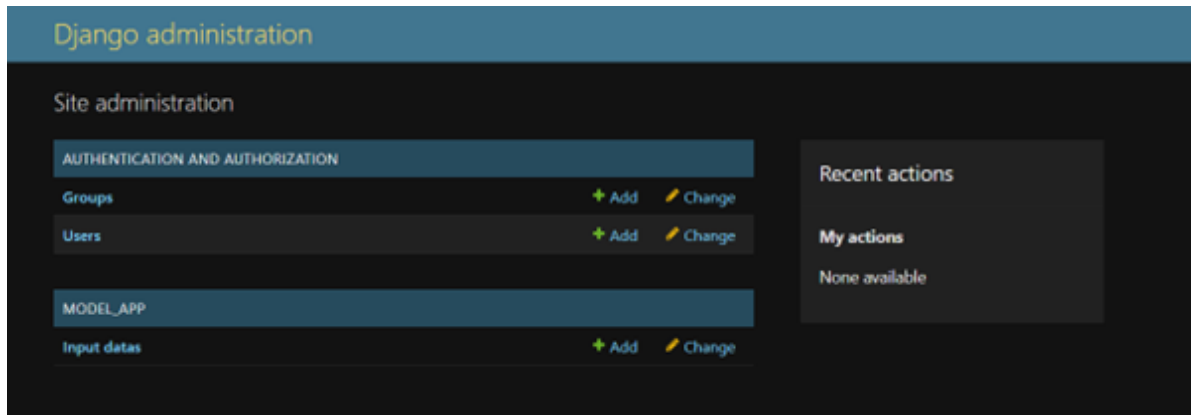 Django administration
Site administration
AUTHENTICATION AND AUTHORIZATION
Groups + Add Change
Users + Add Change
MODEL_APP
Input datas + Add Change
Recent actions
My actions
None available